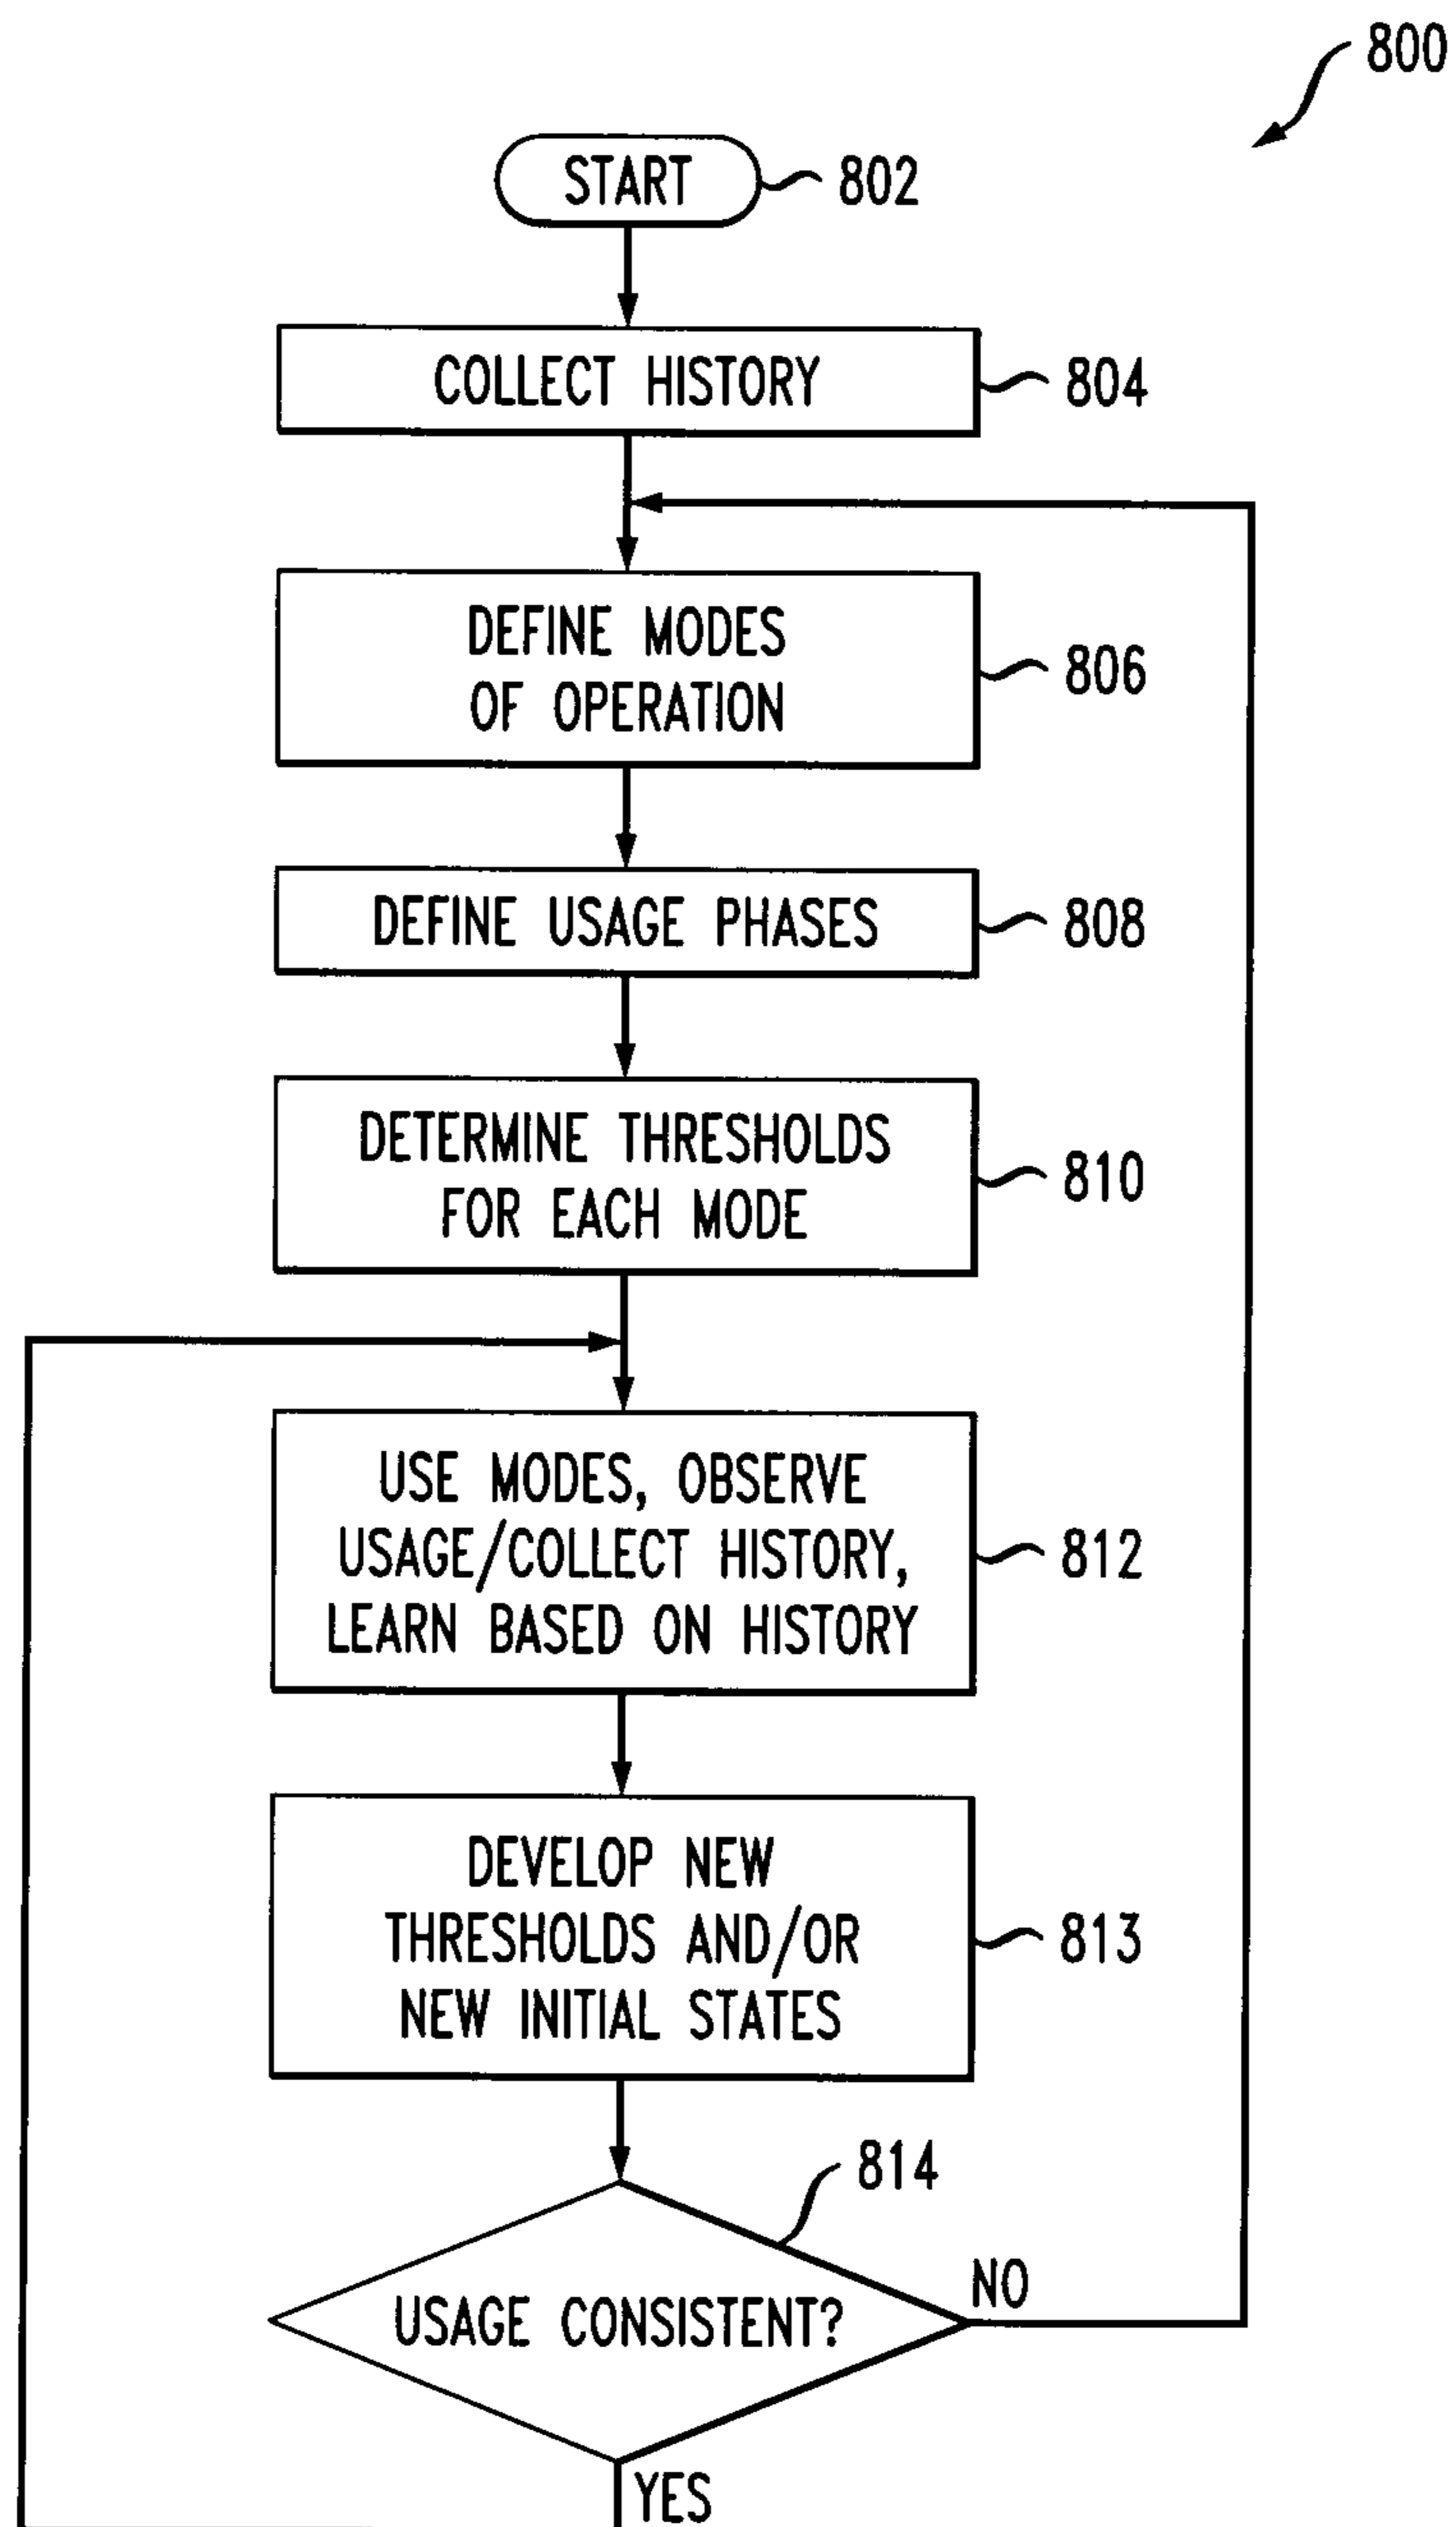 800
START
802
COLLECT HISTORY
804
DEFINE MODES
OF OPERATION
806
DEFINE USAGE PHASES
808
DETERMINE THRESHOLDS
FOR EACH MODE
810
USE MODES, OBSERVE
USAGE/COLLECT HISTORY,
LEARN BASED ON HISTORY
812
DEVELOP NEW
THRESHOLDS AND/OR
NEW INITIAL STATES
813
814
USAGE CONSISTENT?
NO
YES